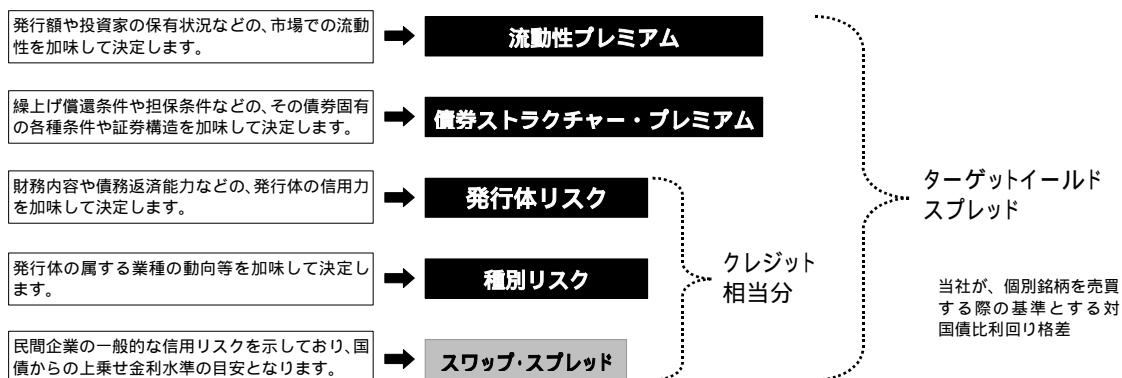 発行額や投資家の保有状況などの、市場での流動
性を加味して決定します。
流動性プレミアム
繰上げ償還条件や担保条件などの、その債券固有
の各種条件や証券構造を加味して決定します。
債券ストラクチャー・プレミアム
財務内容や債務返済能力などの、発行体の信用力
を加味して決定します。
発行体リスク
発行体の属する業種の動向等を加味して決定し
ます。
種別リスク
民間企業の一般的な信用リスクを示しており、国
債からの上乗せ金利水準の目安となります。
スワップ・スプレッド
クレジット
相当分
ターゲットイールド
スプレッド
当社が、個別銘柄を売買
する際の基準とする対
国債比利回り格差